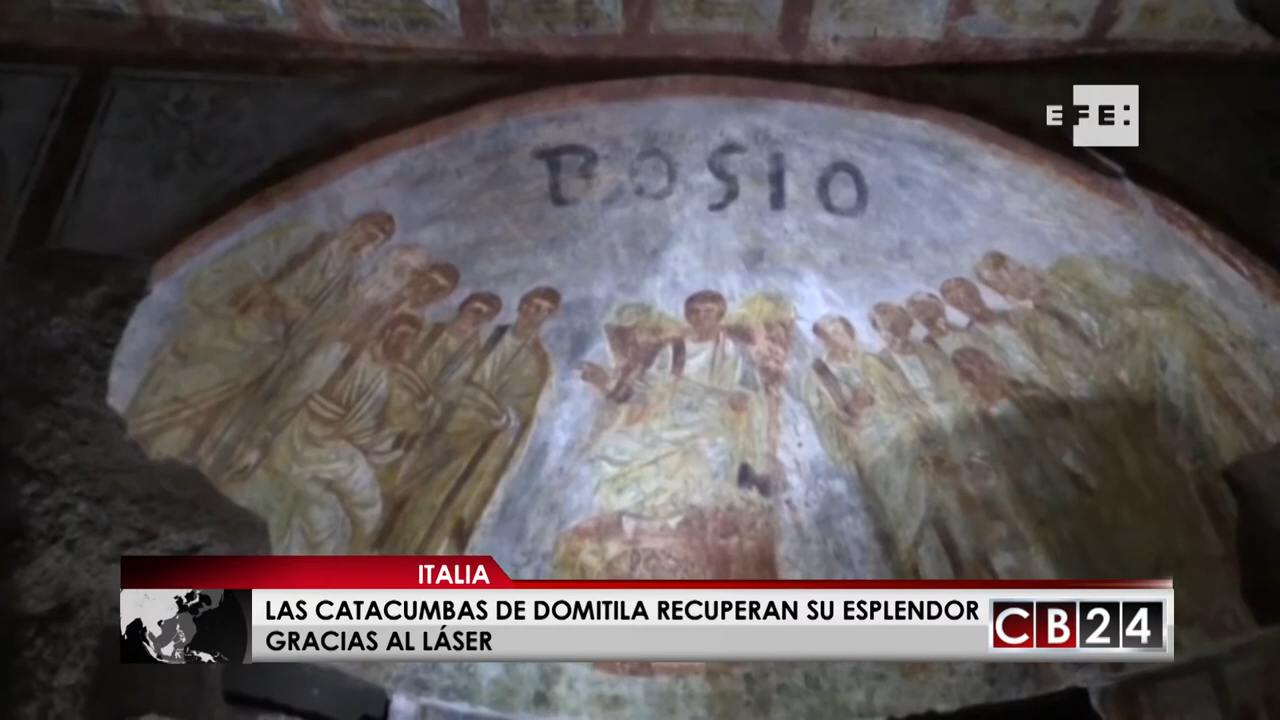 EFE:
BOSIO
ITALIA
LAS CATACUMBAS DE DOMITILA RECUPERAN SU ESPLENDOR
GRACIAS AL LÁSER
CB24